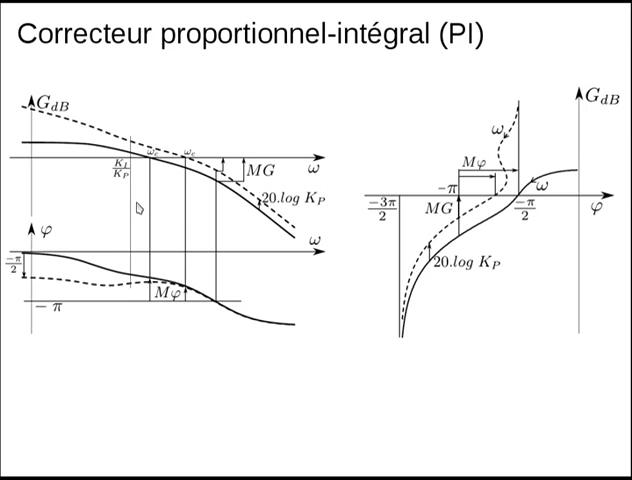 Correcteur proportionnel-intégral (PI)
G_dB
ω_c ω_c
K_I/K_P
MG
ω
20.log K_P
φ
ω
-π/2
Mφ
- π
G_dB
ω
Mφ
-π
ω
-3π/2
MG
-π/2
φ
20.log K_P